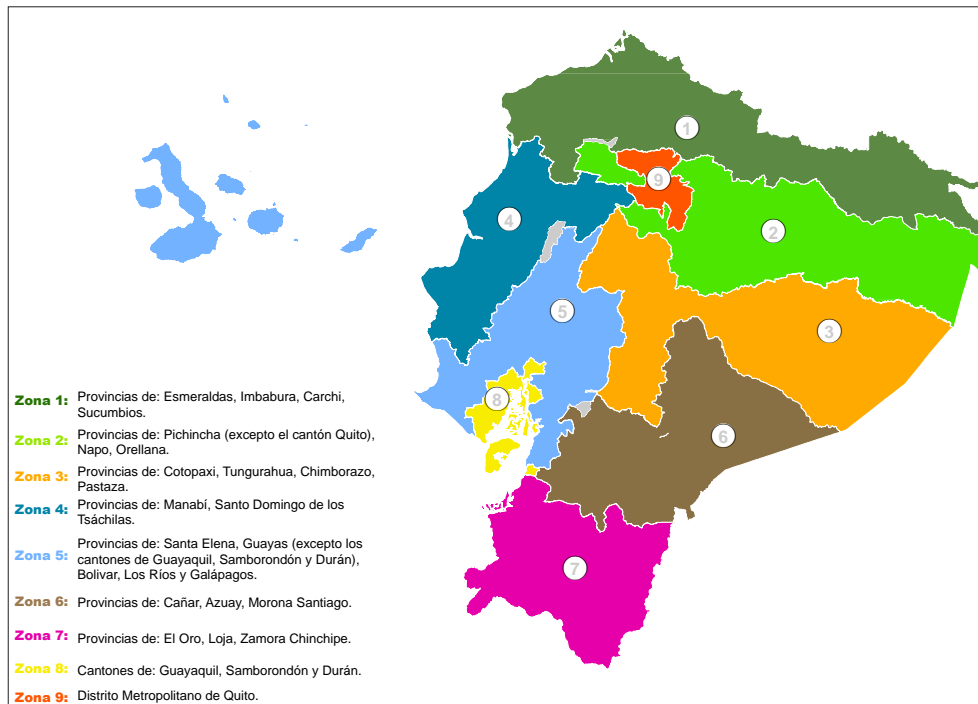 1
9
4
2
5
3
8
6
7
Zona 1: Provincias de: Esmeraldas, Imbabura, Carchi,
Sucumbios.
Zona 2: Provincias de: Pichincha (excepto el cantón Quito),
Napo, Orellana.
Zona 3: Provincias de: Cotopaxi, Tungurahua, Chimborazo,
Pastaza.
Zona 4: Provincias de: Manabí, Santo Domingo de los
Tsáchilas.
Zona 5: Provincias de: Santa Elena, Guayas (excepto los
cantones de Guayaquil, Samborondón y Durán),
Bolivar, Los Ríos y Galápagos.
Zona 6: Provincias de: Cañar, Azuay, Morona Santiago.
Zona 7: Provincias de: El Oro, Loja, Zamora Chinchipe.
Zona 8: Cantones de: Guayaquil, Samborondón y Durán.
Zona 9: Distrito Metropolitano de Quito.